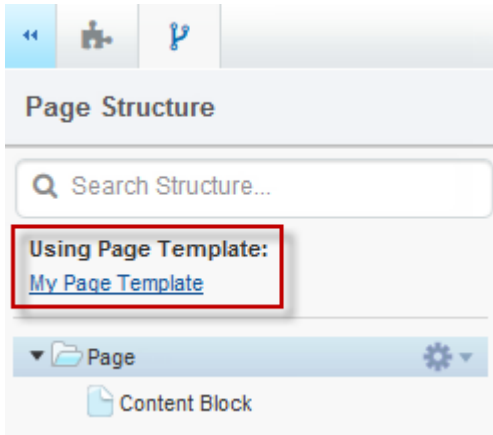 Page Structure
Search Structure...
Using Page Template:
My Page Template
Page
Content Block